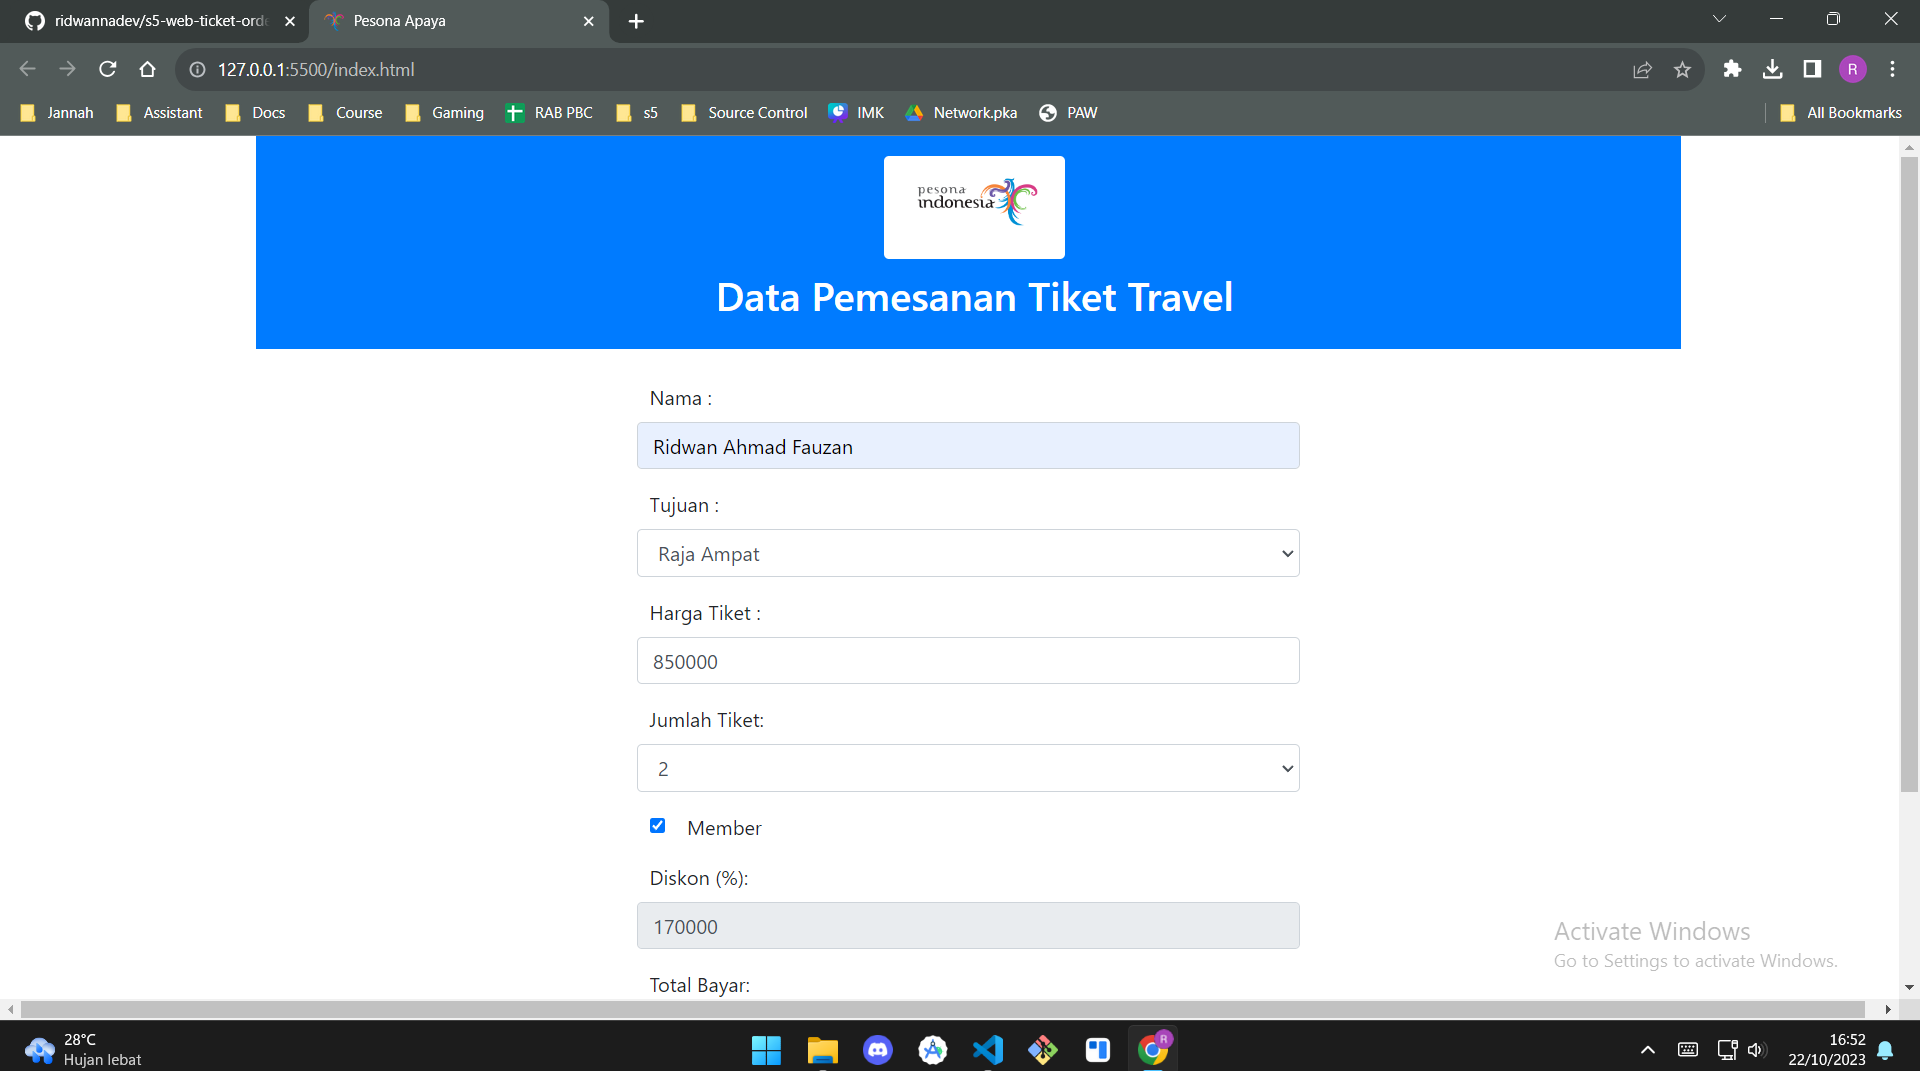 ridwannadev/s5-web-ticket-orde
Pesona Apaya
127.0.0.1:5500/index.html
R
Jannah
Assistant
Docs
Course
Gaming
RAB PBC
s5
Source Control
IMK
Network.pka
PAW
All Bookmarks
pesona
indonesia
Data Pemesanan Tiket Travel
Nama :
Ridwan Ahmad Fauzan
Tujuan :
Raja Ampat
Harga Tiket :
850000
Jumlah Tiket:
2
Member
Diskon (%):
170000
Total Bayar:
Activate Windows
Go to Settings to activate Windows.
28°C
Hujan lebat
R
16:52
22/10/2023